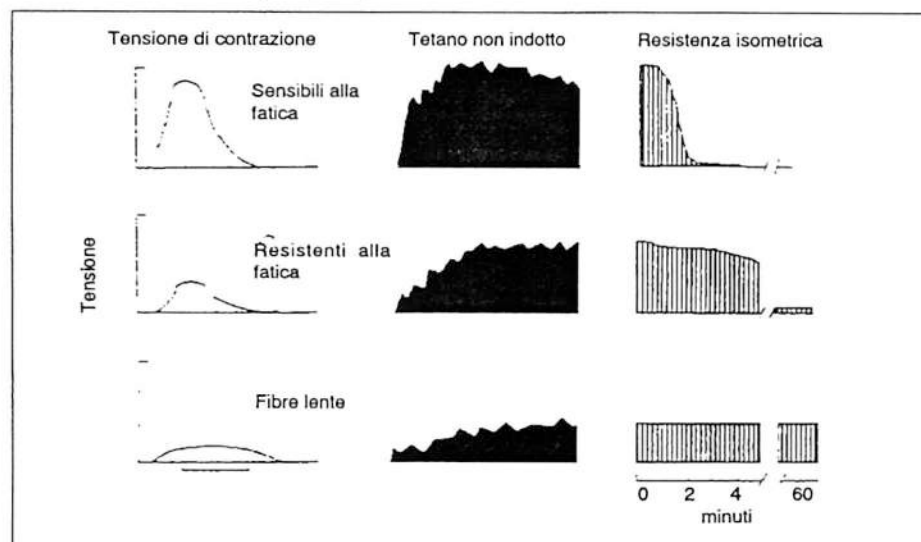 Tensione di contrazione
Tetano non indotto
Resistenza isometrica
Sensibili alla
fatica
Resistenti alla
fatica
Tensione
Fibre lente
0 2 4 60
minuti